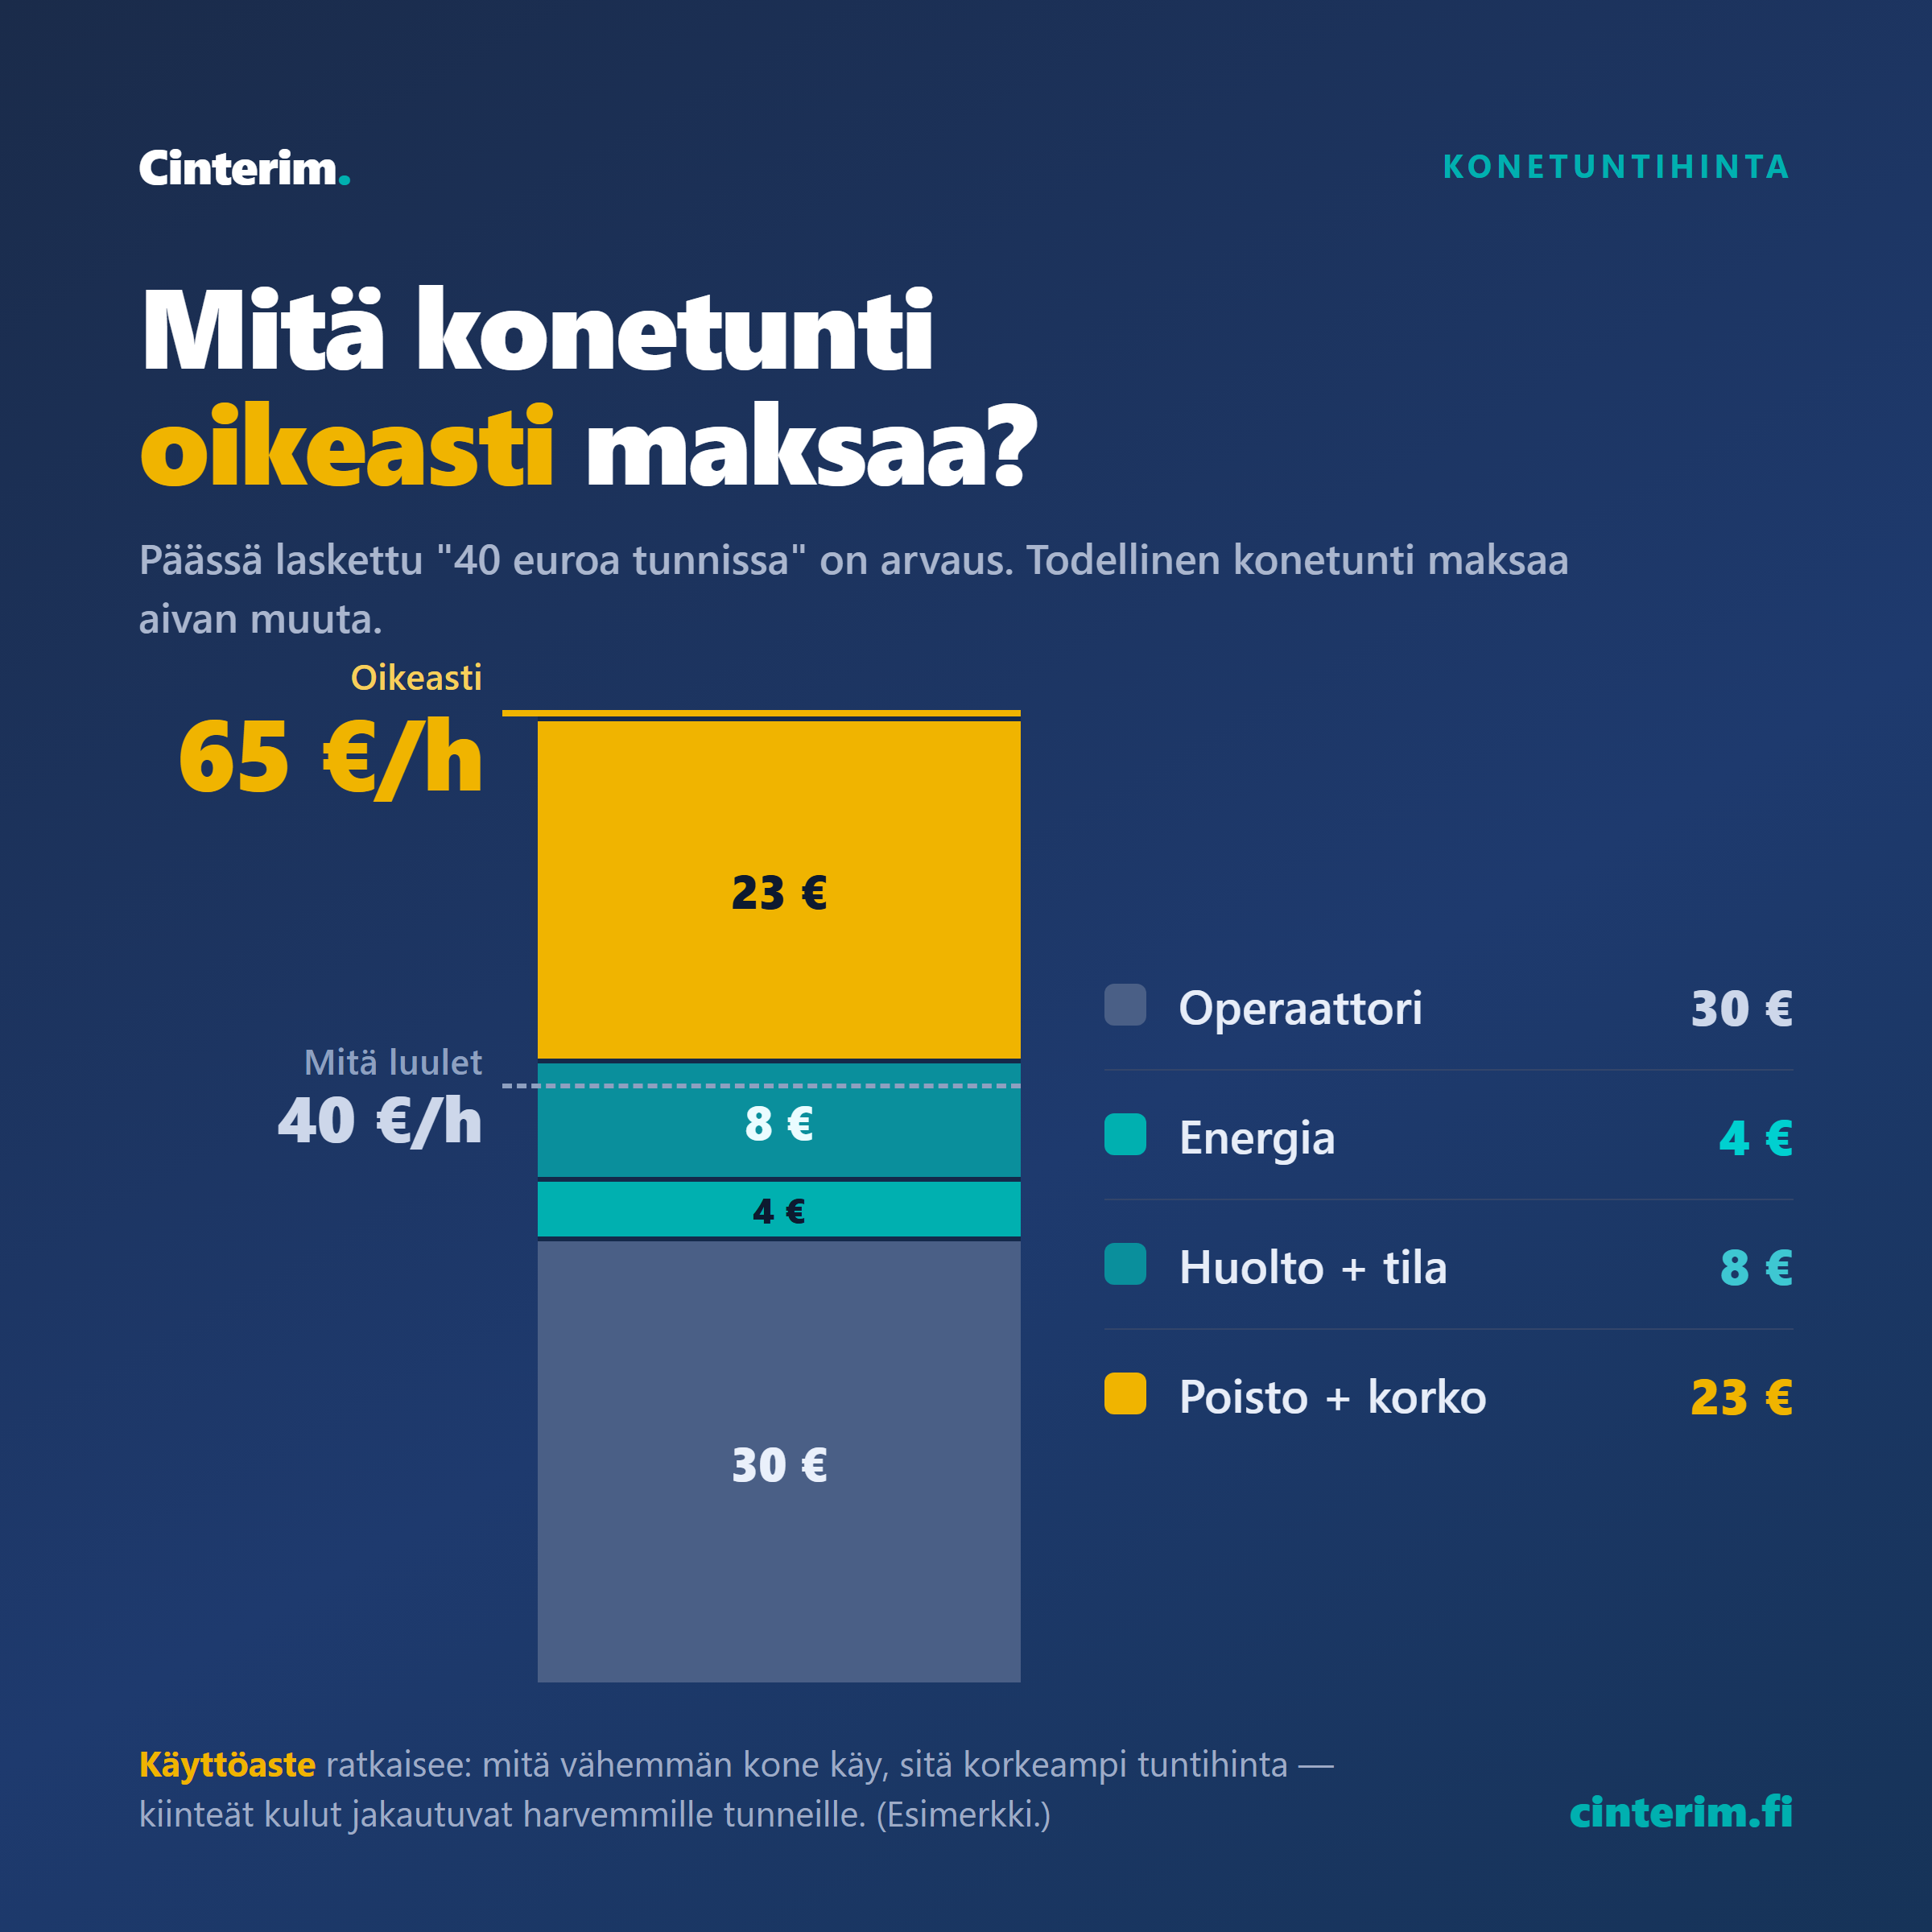 Cinterim.
KONETUNTIHINTA
Mitä konetunti
oikeasti maksaa?
Päässä laskettu "40 euroa tunnissa" on arvaus. Todellinen konetunti maksaa
aivan muuta.
Oikeasti
65 €/h
Mitä luulet
40 €/h
23 €
8 €
4 €
30 €
Operaattori 30 €
Energia 4 €
Huolto + tila 8 €
Poisto + korko 23 €
Käyttöaste ratkaisee: mitä vähemmän kone käy, sitä korkeampi tuntihinta —
kiinteät kulut jakautuvat harvemmille tunneille. (Esimerkki.)
cinterim.fi